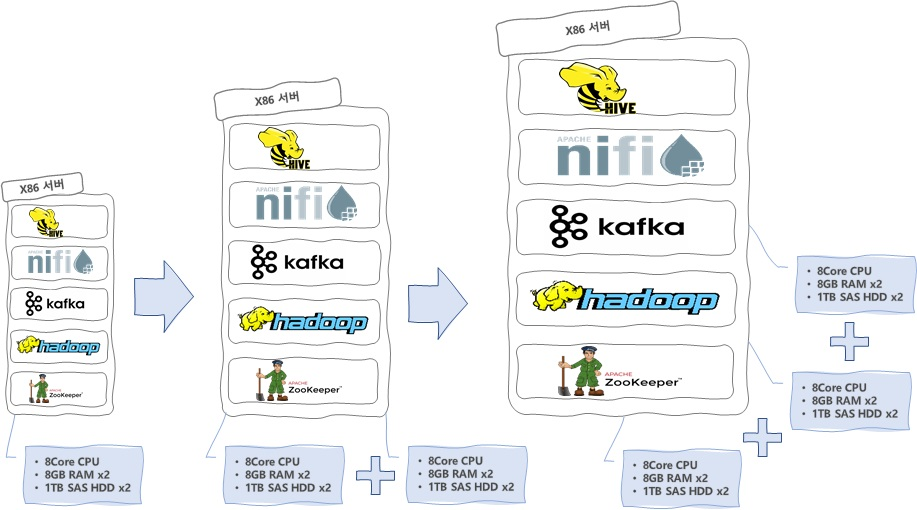 X86 서버
HIVE
APACHE
nifi
kafka
hadoop
APACHE
ZooKeeper™
• 8Core CPU
• 8GB RAM x2
• 1TB SAS HDD x2
X86 서버
HIVE
APACHE
nifi
kafka
hadoop
APACHE
ZooKeeper™
• 8Core CPU
• 8GB RAM x2
• 1TB SAS HDD x2
• 8Core CPU
• 8GB RAM x2
• 1TB SAS HDD x2
X86 서버
HIVE
APACHE
nifi
kafka
hadoop
APACHE
ZooKeeper™
• 8Core CPU
• 8GB RAM x2
• 1TB SAS HDD x2
• 8Core CPU
• 8GB RAM x2
• 1TB SAS HDD x2
• 8Core CPU
• 8GB RAM x2
• 1TB SAS HDD x2